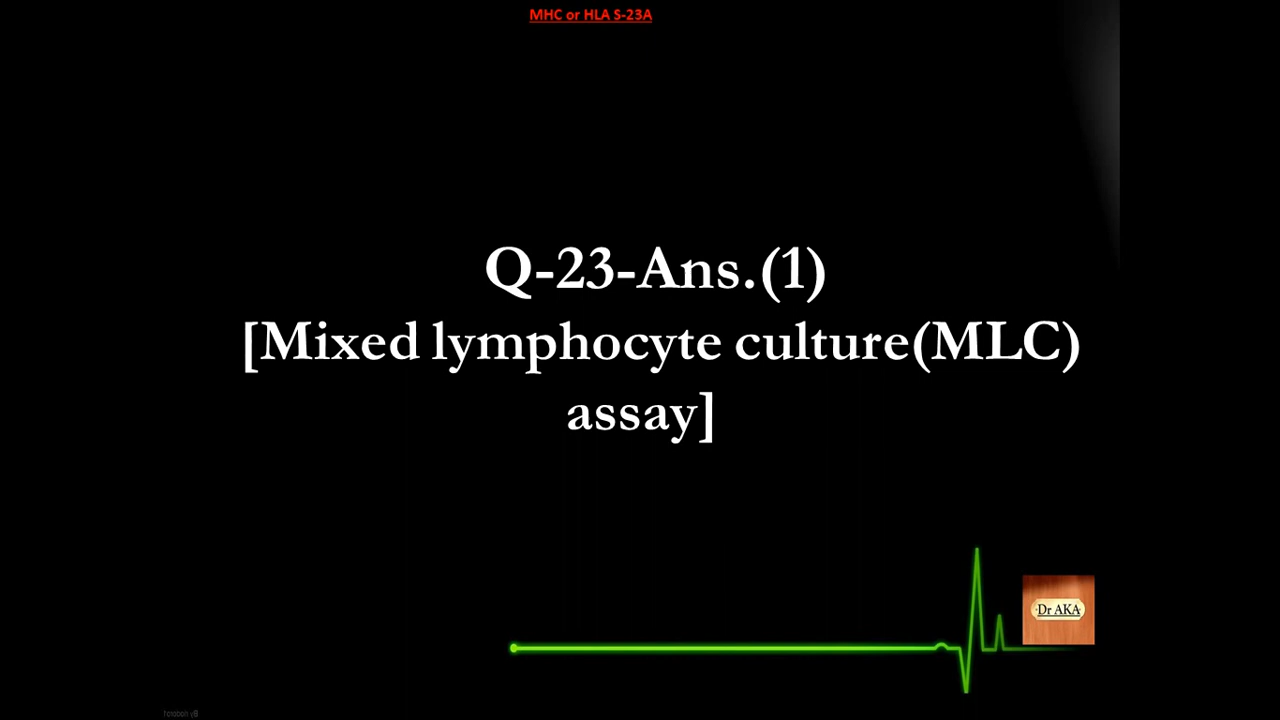 MHC or HLA S-23A
Q-23-Ans.(1)
[Mixed lymphocyte culture(MLC)
assay]
Dr AKA